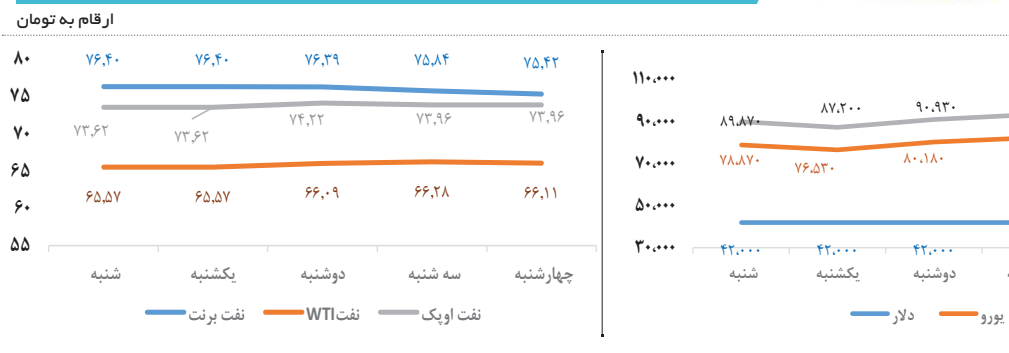 ارقام به تومان
۸۰
۷۵
۷۰
۶۵
۶۰
۵۵
۷۶,۴۰ ۷۶,۴۰ ۷۶,۳۹ ۷۵,۸۴ ۷۵,۴۲
۷۳,۶۲ ۷۳,۶۲ ۷۴,۲۲ ۷۳,۹۶ ۷۳,۹۶
۶۵,۵۷ ۶۵,۵۷ ۶۶,۰۹ ۶۶,۲۸ ۶۶,۱۱
شنبه یکشنبه دوشنبه سه شنبه چهارشنبه
نفت برنت نفتWTI نفت اوپک
۱۱۰,۰۰۰
۹۰,۰۰۰
۷۰,۰۰۰
۵۰,۰۰۰
۳۰,۰۰۰
۸۹,۸۷۰ ۸۷,۲۰۰ ۹۰,۹۳۰
۷۸,۸۷۰ ۷۶,۵۳۰ ۸۰,۱۸۰
۴۲,۰۰۰ ۴۲,۰۰۰ ۴۲,۰۰۰
شنبه یکشنبه دوشنبه
دلار یورو